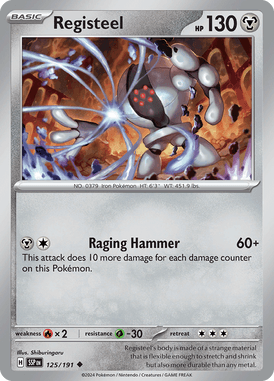 BASIC
Registeel
HP 130
NO. 0379 Iron Pokémon HT: 6'3" WT: 451.9 lbs.
Raging Hammer 60+
This attack does 10 more damage for each damage counter
on this Pokémon.
weakness × 2 resistance -30 retreat
Illus. Shiburingaru
H SSP EN 125/191
©2024 Pokémon / Nintendo / Creatures / GAME FREAK
Registeel's body is made of a strange material
that is flexible enough to stretch and shrink
but also more durable than any metal.